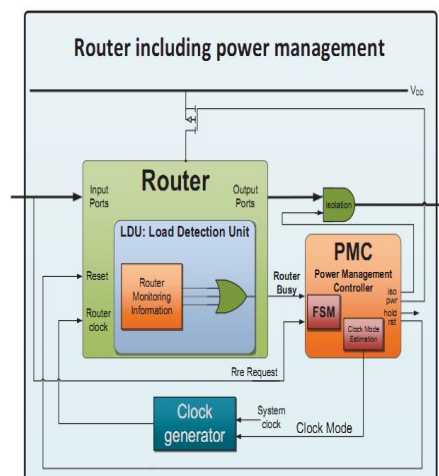 Router including power management
VDD
Input
Ports
Router
Output
Ports
isolation
LDU: Load Detection Unit
Router
Monitoring
Information
Reset
Router
clock
Router
Busy
PMC
Power Management
Controller
iso
pwr
hold
rst
FSM
Clock Mode
Estimation
Rre Request
Clock
generator
System
clock
Clock Mode